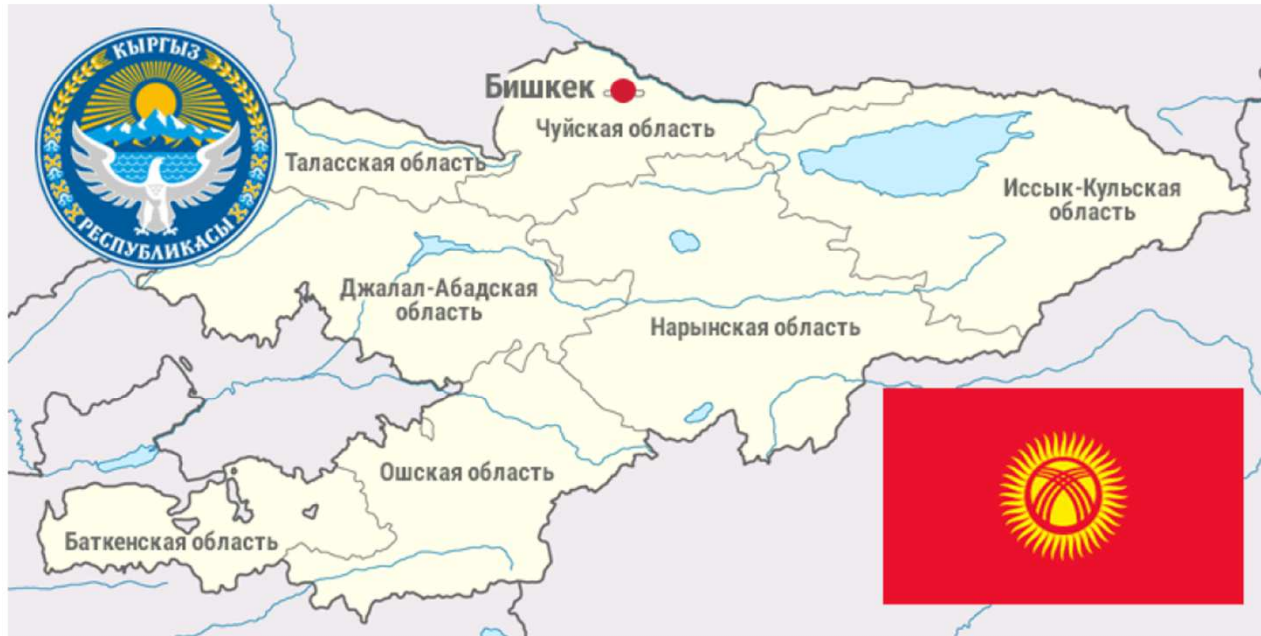 КЫРГЫЗ
РЕСПУБЛИКАСЫ
Бишкек
Чуйская область
Таласская область
Иссык-Кульская
область
Джалал-Абадская
область
Нарынская область
Ошская область
Баткенская область